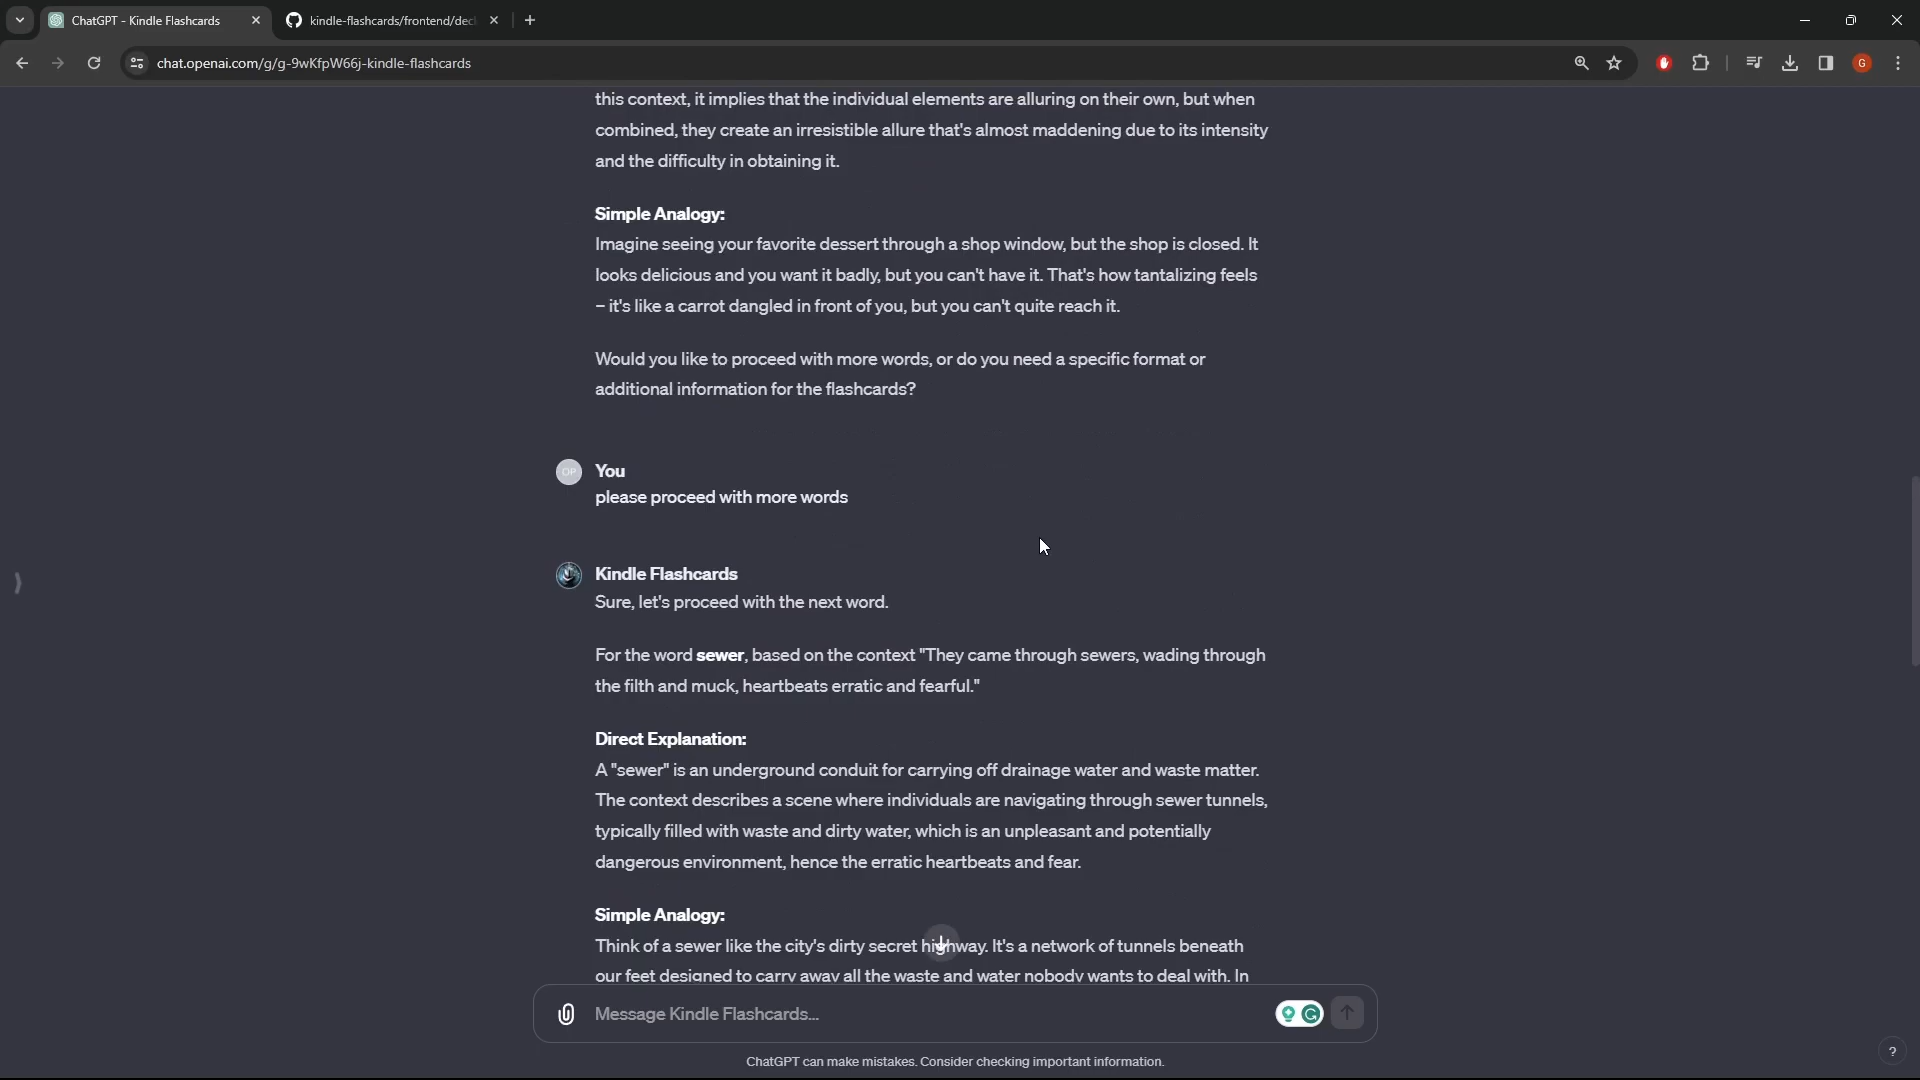 ChatGPT - Kindle Flashcards
kindle-flashcards/frontend/dec
chat.openai.com/g/g-9wKfpW66j-kindle-flashcards
G
this context, it implies that the individual elements are alluring on their own, but when
combined, they create an irresistible allure that's almost maddening due to its intensity
and the difficulty in obtaining it.
Simple Analogy:
Imagine seeing your favorite dessert through a shop window, but the shop is closed. It
looks delicious and you want it badly, but you can't have it. That's how tantalizing feels
– it's like a carrot dangled in front of you, but you can't quite reach it.
Would you like to proceed with more words, or do you need a specific format or
additional information for the flashcards?
OP You
please proceed with more words
Kindle Flashcards
Sure, let's proceed with the next word.
For the word sewer, based on the context "They came through sewers, wading through
the filth and muck, heartbeats erratic and fearful."
Direct Explanation:
A "sewer" is an underground conduit for carrying off drainage water and waste matter.
The context describes a scene where individuals are navigating through sewer tunnels,
typically filled with waste and dirty water, which is an unpleasant and potentially
dangerous environment, hence the erratic heartbeats and fear.
Simple Analogy:
Think of a sewer like the city's dirty secret highway. It's a network of tunnels beneath
our feet designed to carry away all the waste and water nobody wants to deal with. In
Message Kindle Flashcards...
ChatGPT can make mistakes. Consider checking important information.
?